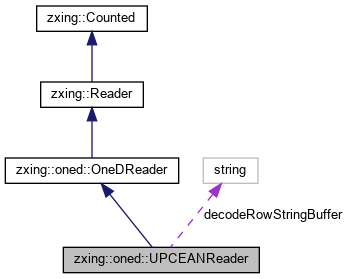 zxing::Counted
zxing::Reader
zxing::oned::OneDReader
string
decodeRowStringBuffer
zxing::oned::UPCEANReader